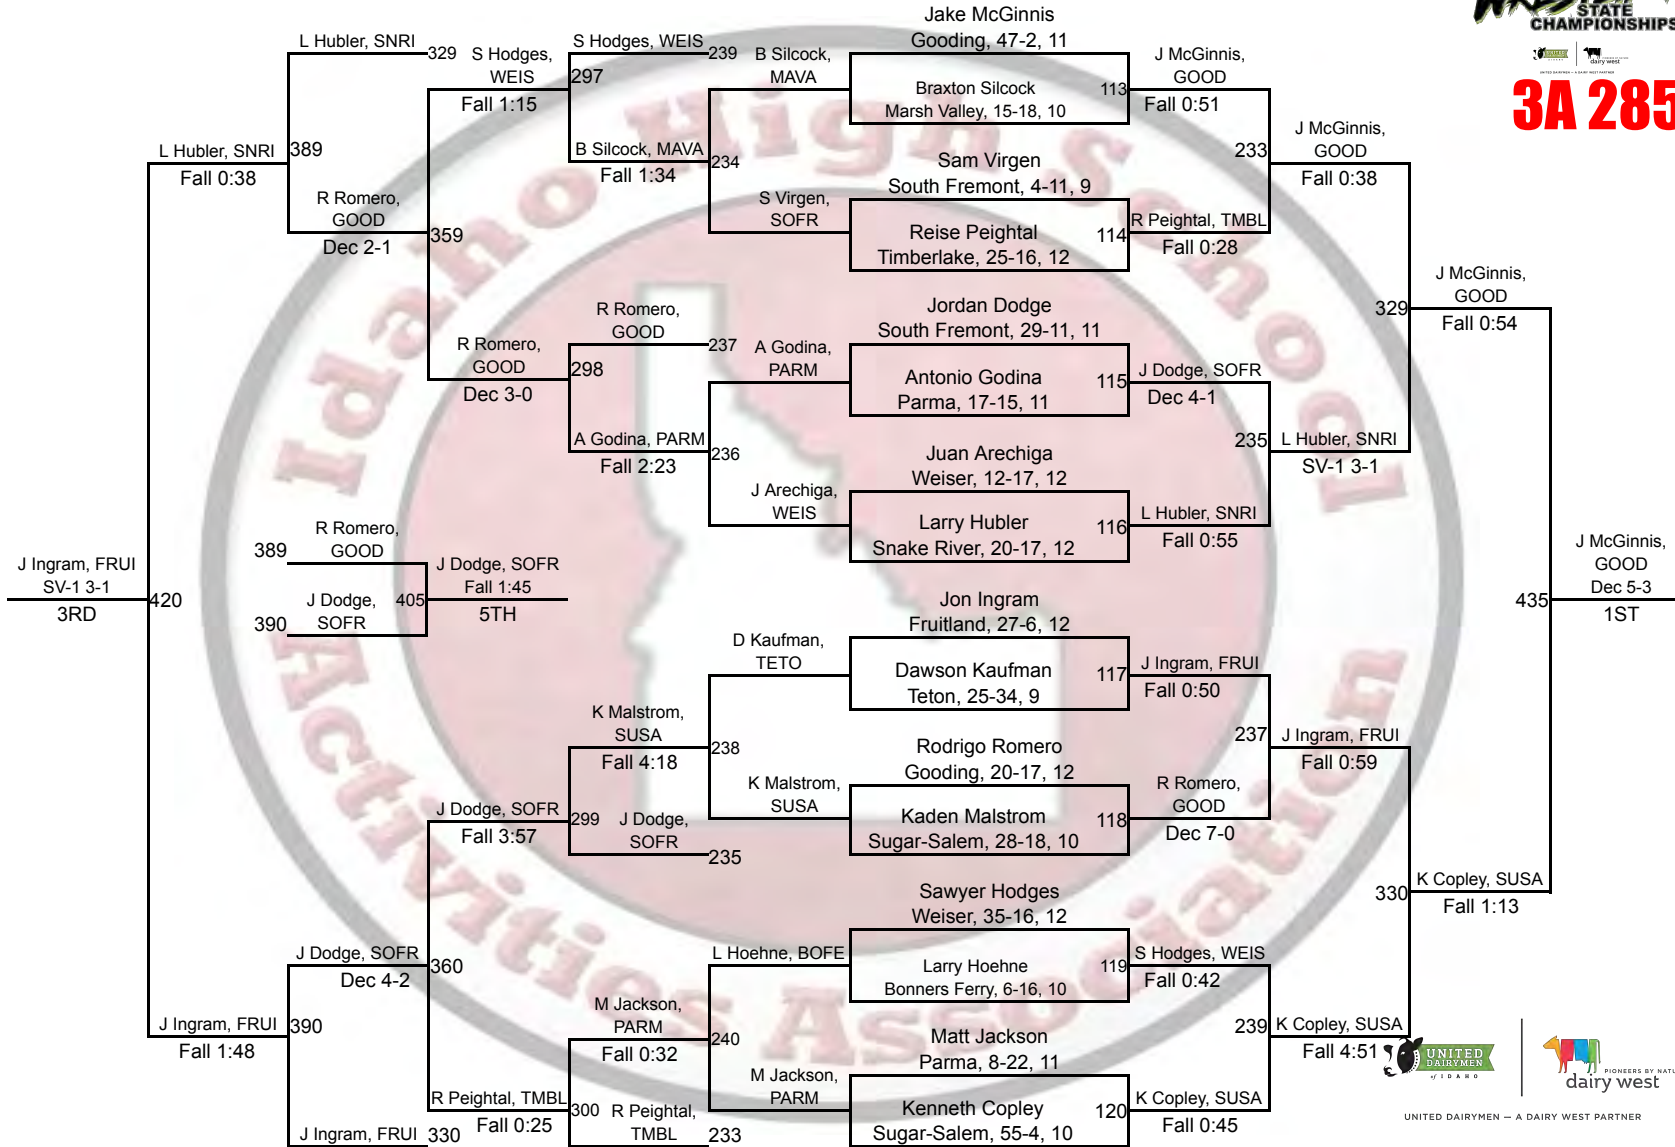 STATE
CHAMPIONSHIPS
dairy west
UNITED DAIRYMEN — A DAIRY WEST PARTNER
3A 285
Idaho High School
Activities Association
L Hubler, SNRI
329
L Hubler, SNRI
Fall 0:38
389
R Romero,
GOOD
Dec 2-1
359
S Hodges,
WEIS
Fall 1:15
S Hodges, WEIS
239
297
B Silcock, MAVA
Fall 1:34
234
B Silcock,
MAVA
S Virgen,
SOFR
R Romero,
GOOD
Dec 3-0
R Romero,
GOOD
237
298
A Godina, PARM
Fall 2:23
236
A Godina,
PARM
J Arechiga,
WEIS
J Ingram, FRUI
SV-1 3-1
3RD
420
389
R Romero,
GOOD
390
J Dodge,
SOFR
405
J Dodge, SOFR
Fall 1:45
5TH
D Kaufman,
TETO
K Malstrom,
SUSA
Fall 4:18
238
K Malstrom,
SUSA
J Dodge, SOFR
Fall 3:57
299
J Dodge,
SOFR
235
J Dodge, SOFR
Dec 4-2
360
J Ingram, FRUI
Fall 1:48
390
L Hoehne, BOFE
M Jackson,
PARM
Fall 0:32
240
M Jackson,
PARM
R Peightal, TMBL
Fall 0:25
300
R Peightal,
TMBL
233
J Ingram, FRUI
330
Jake McGinnis
Gooding, 47-2, 11
Braxton Silcock
Marsh Valley, 15-18, 10
113
J McGinnis,
GOOD
Fall 0:51
Sam Virgen
South Fremont, 4-11, 9
Reise Peightal
Timberlake, 25-16, 12
114
R Peightal, TMBL
Fall 0:28
233
J McGinnis,
GOOD
Fall 0:38
Jordan Dodge
South Fremont, 29-11, 11
Antonio Godina
Parma, 17-15, 11
115
J Dodge, SOFR
Dec 4-1
Juan Arechiga
Weiser, 12-17, 12
Larry Hubler
Snake River, 20-17, 12
116
L Hubler, SNRI
Fall 0:55
235
L Hubler, SNRI
SV-1 3-1
329
J McGinnis,
GOOD
Fall 0:54
Jon Ingram
Fruitland, 27-6, 12
Dawson Kaufman
Teton, 25-34, 9
117
J Ingram, FRUI
Fall 0:50
Rodrigo Romero
Gooding, 20-17, 12
Kaden Malstrom
Sugar-Salem, 28-18, 10
118
R Romero,
GOOD
Dec 7-0
237
J Ingram, FRUI
Fall 0:59
Sawyer Hodges
Weiser, 35-16, 12
Larry Hoehne
Bonners Ferry, 6-16, 10
119
S Hodges, WEIS
Fall 0:42
Matt Jackson
Parma, 8-22, 11
Kenneth Copley
Sugar-Salem, 55-4, 10
120
K Copley, SUSA
Fall 0:45
239
K Copley, SUSA
Fall 4:51
330
K Copley, SUSA
Fall 1:13
435
J McGinnis,
GOOD
Dec 5-3
1ST
UNITED
DAIRYMEN
of IDAHO
PIONEERS BY
dairy west
UNITED DAIRYMEN — A DAIRY WEST PARTNER